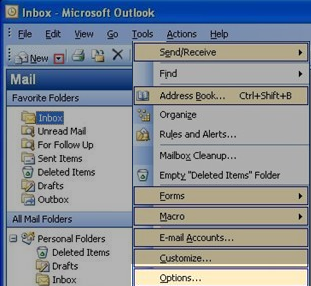 Inbox - Microsoft Outlook
File Edit View Go Tools Actions Help
New
Mail
Favorite Folders
Inbox
Unread Mail
For Follow Up
Sent Items
Deleted Items
Drafts
Outbox
All Mail Folders
Personal Folders
Deleted Items
Drafts
Inbox
Send/Receive
Find
Address Book... Ctrl+Shift+B
Organize
Rules and Alerts...
Mailbox Cleanup...
Empty "Deleted Items" Folder
Forms
Macro
E-mail Accounts...
Customize...
Options...